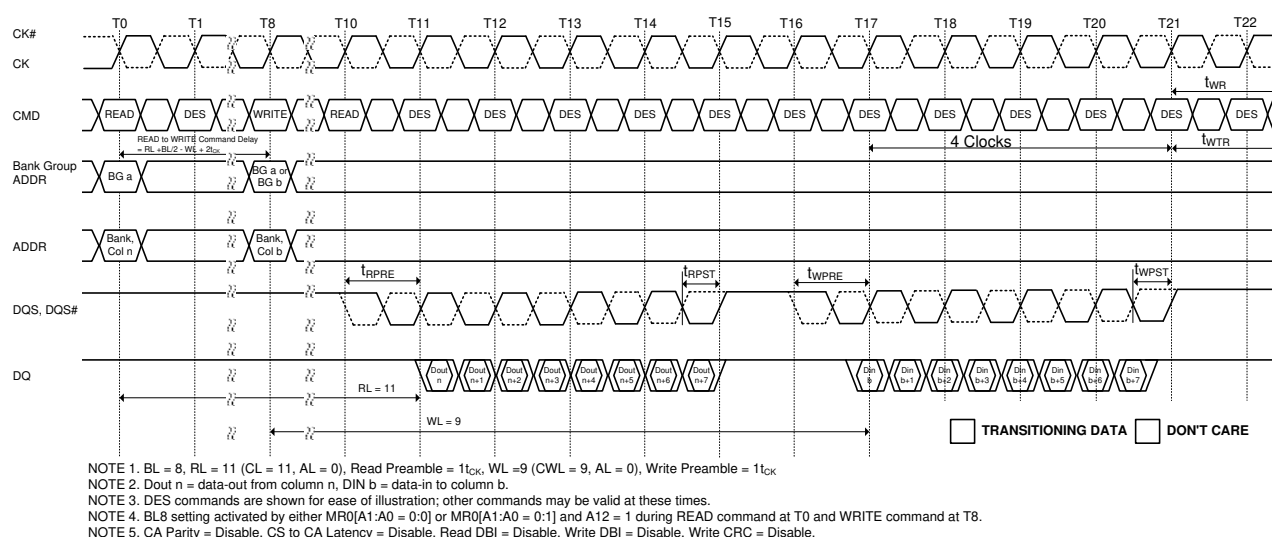 T0 T1 T8 T10 T11 T12 T13 T14 T15 T16 T17 T18 T19 T20 T21 T22
CK#
CK
tWR
CMD READ DES WRITE READ DES DES DES DES DES DES DES DES DES DES DES DES
READ to WRITE Command Delay
= RL +BL/2 - WL + 2tCK
4 Clocks
tWTR
Bank Group
ADDR
BG a
BG a or
BG b
ADDR
Bank,
Col n
Bank,
Col b
tRPRE tRPST tWPRE tWPST
DQS, DQS#
DQ
Dout n Dout n+1 Dout n+2 Dout n+3 Dout n+4 Dout n+5 Dout n+6 Dout n+7
Din b Din b+1 Din b+2 Din b+3 Din b+4 Din b+5 Din b+6 Din b+7
RL = 11
WL = 9
TRANSITIONING DATA DON'T CARE
NOTE 1. BL = 8, RL = 11 (CL = 11, AL = 0), Read Preamble = 1tCK, WL =9 (CWL = 9, AL = 0), Write Preamble = 1tCK
NOTE 2. Dout n = data-out from column n, DIN b = data-in to column b.
NOTE 3. DES commands are shown for ease of illustration; other commands may be valid at these times.
NOTE 4. BL8 setting activated by either MR0[A1:A0 = 0:0] or MR0[A1:A0 = 0:1] and A12 = 1 during READ command at T0 and WRITE command at T8.
NOTE 5. CA Parity = Disable, CS to CA Latency = Disable, Read DBI = Disable, Write DBI = Disable, Write CRC = Disable.